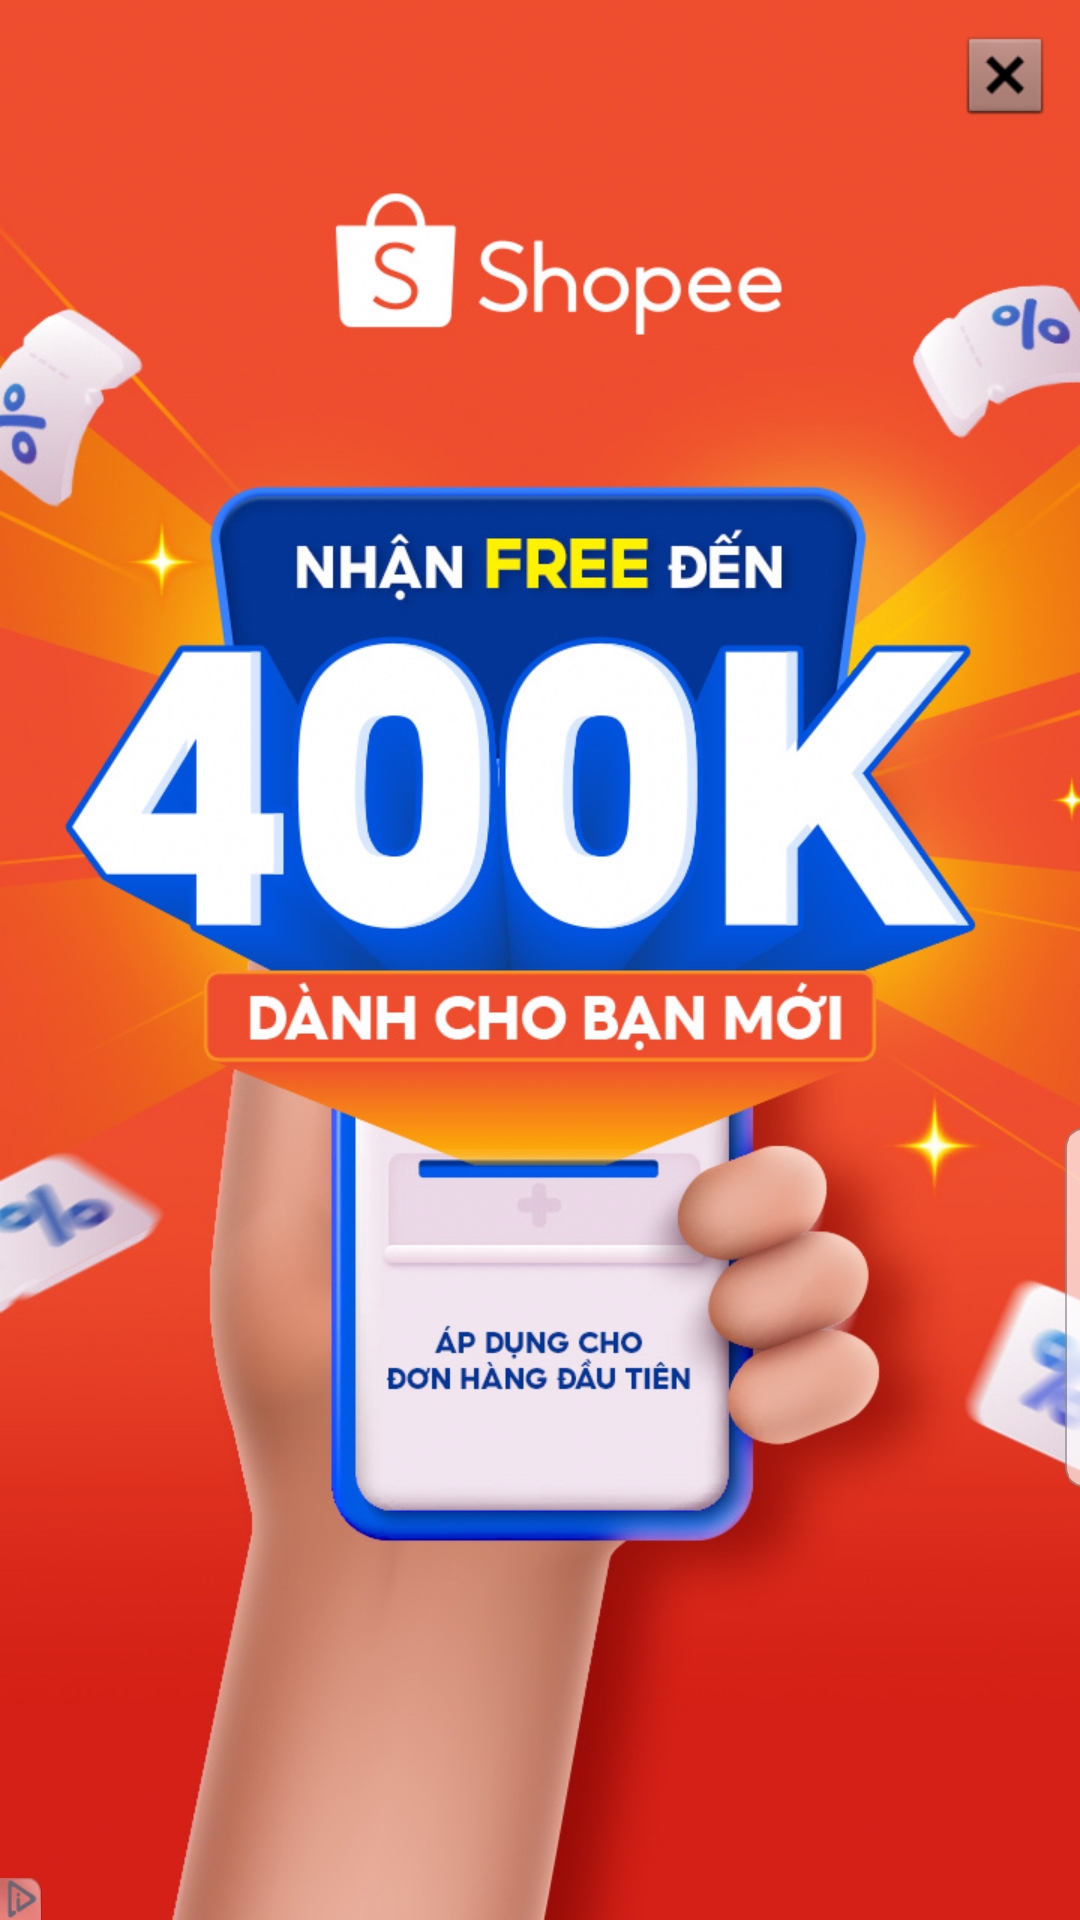 Shopee
NHẬN FREE ĐẾN
400K
DÀNH CHO BẠN MỚI
ÁP DỤNG CHO
ĐƠN HÀNG ĐẦU TIÊN